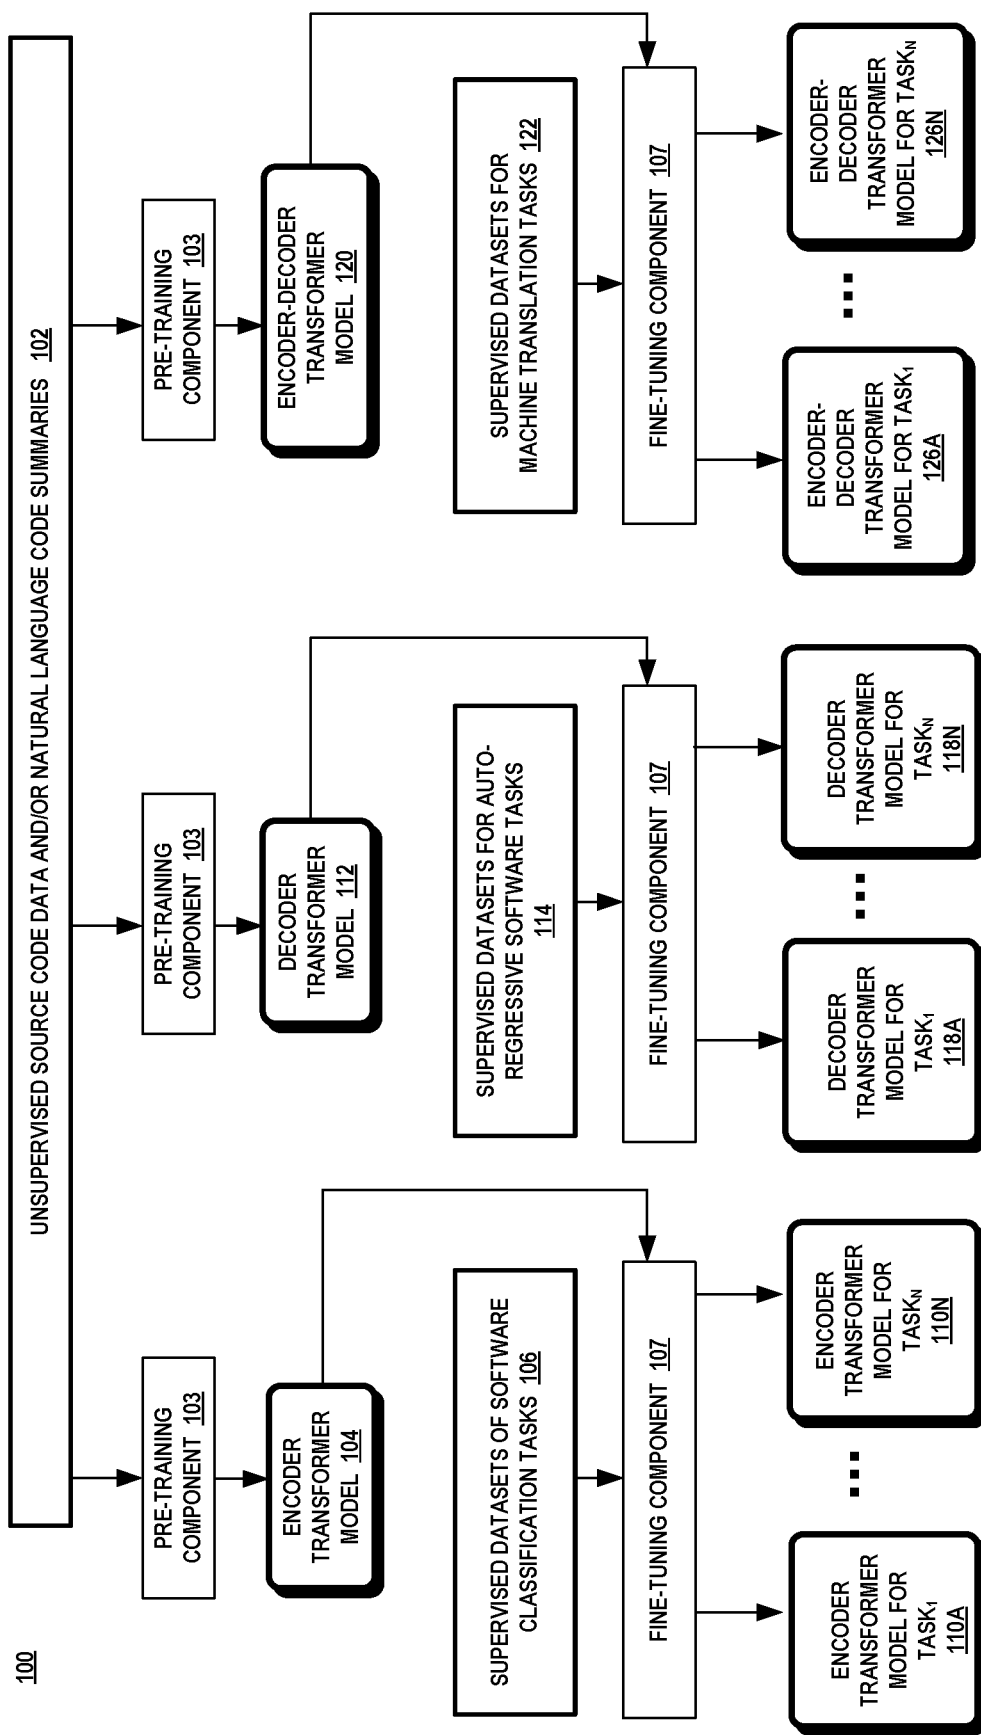 100
UNSUPERVISED SOURCE CODE DATA AND/OR NATURAL LANGUAGE CODE SUMMARIES 102
PRE-TRAINING
COMPONENT 103
PRE-TRAINING
COMPONENT 103
PRE-TRAINING
COMPONENT 103
ENCODER
TRANSFORMER
MODEL 104
DECODER
TRANSFORMER
MODEL 112
ENCODER-DECODER
TRANSFORMER
MODEL 120
SUPERVISED DATASETS OF SOFTWARE
CLASSIFICATION TASKS 106
SUPERVISED DATASETS FOR AUTO-
REGRESSIVE SOFTWARE TASKS
114
SUPERVISED DATASETS FOR
MACHINE TRANSLATION TASKS 122
FINE-TUNING COMPONENT 107
FINE-TUNING COMPONENT 107
FINE-TUNING COMPONENT 107
ENCODER
TRANSFORMER
MODEL FOR
TASK₁
110A
ENCODER
TRANSFORMER
MODEL FOR
TASKN
110N
DECODER
TRANSFORMER
MODEL FOR
TASK₁
118A
DECODER
TRANSFORMER
MODEL FOR
TASKN
118N
ENCODER-
DECODER
TRANSFORMER
MODEL FOR TASK₁
126A
ENCODER-
DECODER
TRANSFORMER
MODEL FOR TASKN
126N